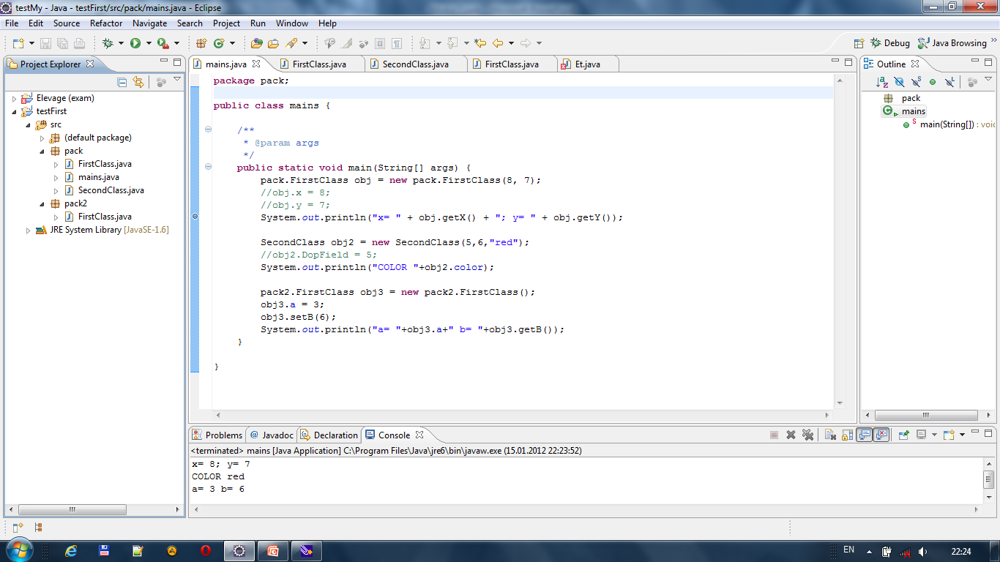 testMy - Java - testFirst/src/pack/mains.java - Eclipse
File Edit Source Refactor Navigate Search Project Run Window Help
Debug Java Browsing »
Project Explorer
Elevage (exam)
testFirst
src
(default package)
pack
FirstClass.java
mains.java
SecondClass.java
pack2
FirstClass.java
JRE System Library [JavaSE-1.6]
mains.java FirstClass.java SecondClass.java FirstClass.java Et.java
package pack;
public class mains {
/**
* @param args
*/
public static void main(String[] args) {
pack.FirstClass obj = new pack.FirstClass(8, 7);
//obj.x = 8;
//obj.y = 7;
System.out.println("x= " + obj.getX() + "; y= " + obj.getY());
SecondClass obj2 = new SecondClass(5,6,"red");
//obj2.DopField = 5;
System.out.println("COLOR "+obj2.color);
pack2.FirstClass obj3 = new pack2.FirstClass();
obj3.a = 3;
obj3.setB(6);
System.out.println("a= "+obj3.a+" b= "+obj3.getB());
}
}
Outline
pack
mains
main(String[]) : void
Problems @ Javadoc Declaration Console
<terminated> mains [Java Application] C:\Program Files\Java\jre6\bin\javaw.exe (15.01.2012 22:23:52)
x= 8; y= 7
COLOR red
a= 3 b= 6
EN 22:24